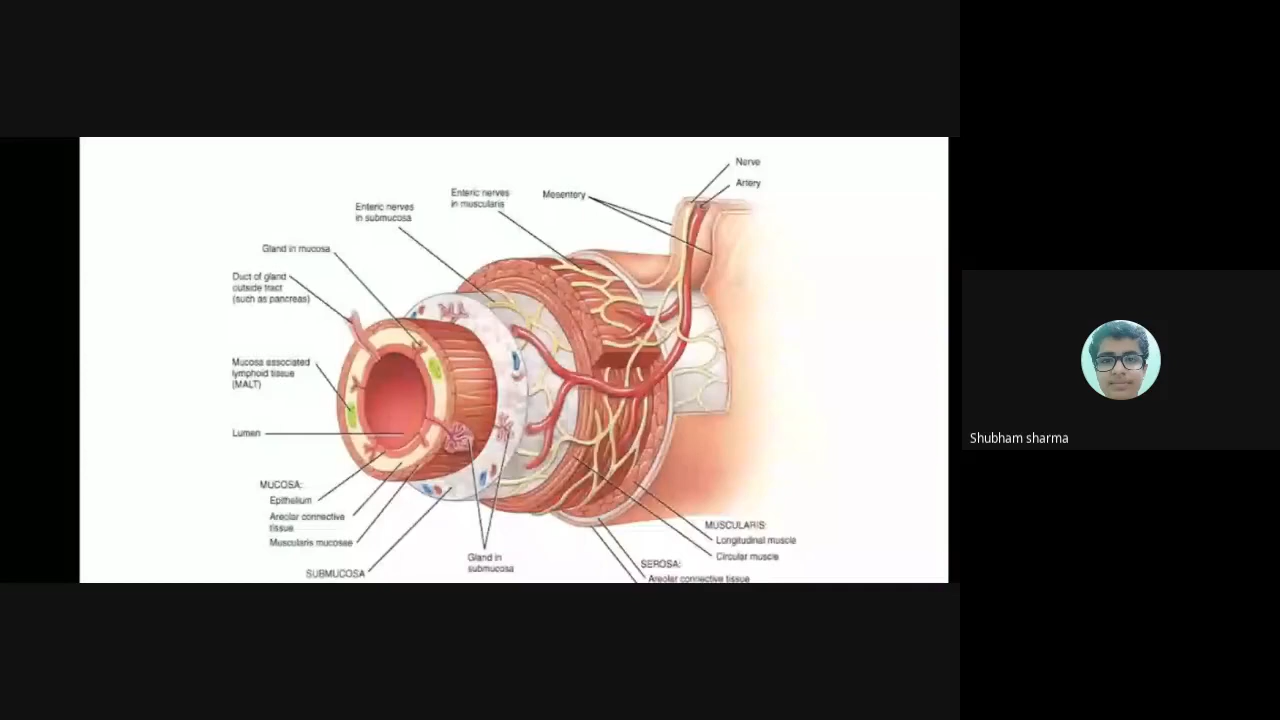 Nerve
Artery
Mesentery
Enteric nerves
in muscularis
Enteric nerves
in submucosa
Gland in mucosa
Duct of gland
outside tract
(such as pancreas)
Mucosa associated
lymphoid tissue
(MALT)
Lumen
MUCOSA:
Epithelium
Areolar connective
tissue
Muscularis mucosae
SUBMUCOSA
Gland in
submucosa
MUSCULARIS:
Longitudinal muscle
Circular muscle
SEROSA:
Areolar connective tissue
Shubham sharma